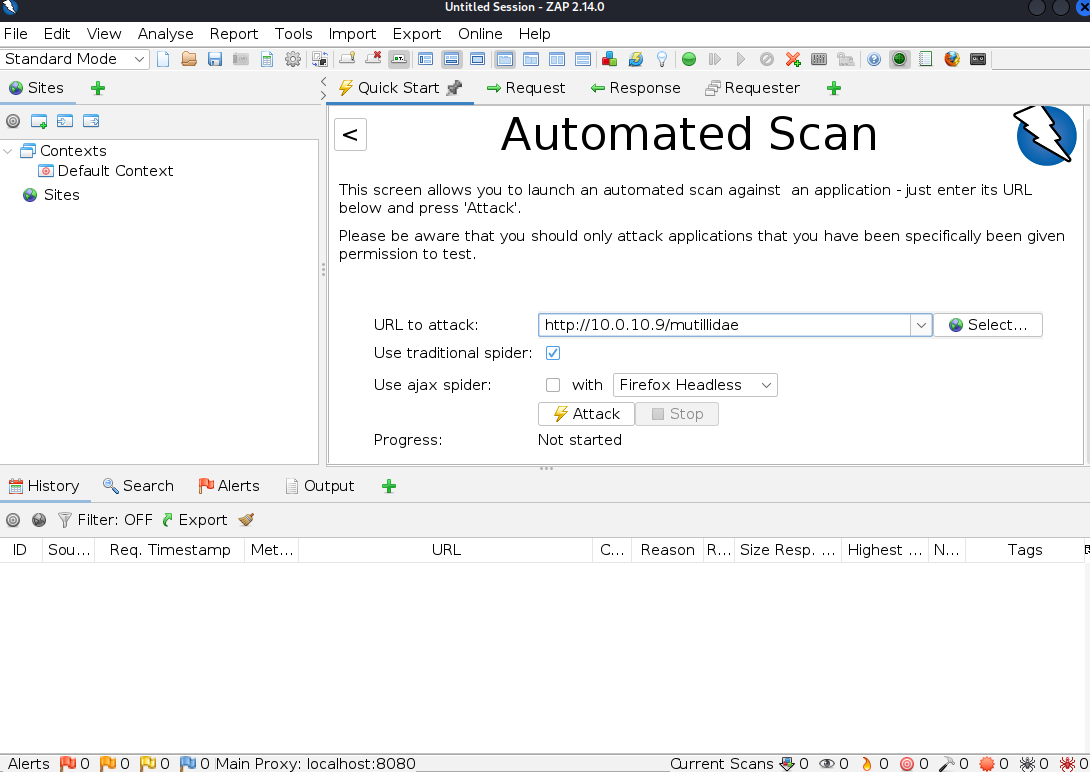 Untitled Session - ZAP 2.14.0
File Edit View Analyse Report Tools Import Export Online Help
Standard Mode
Sites
Quick Start Request Response Requester
Contexts
Default Context
Sites
<
Automated Scan
This screen allows you to launch an automated scan against an application - just enter its URL
below and press 'Attack'.
Please be aware that you should only attack applications that you have been specifically been given
permission to test.
URL to attack: http://10.0.10.9/mutillidae Select...
Use traditional spider:
Use ajax spider: with Firefox Headless
Attack Stop
Progress: Not started
History Search Alerts Output
Filter: OFF Export
ID Sou... Req. Timestamp Met... URL C... Reason R... Size Resp. ... Highest ... N... Tags
Alerts 0 0 0 0 Main Proxy: localhost:8080 Current Scans 0 0 0 0 0 0 0 0